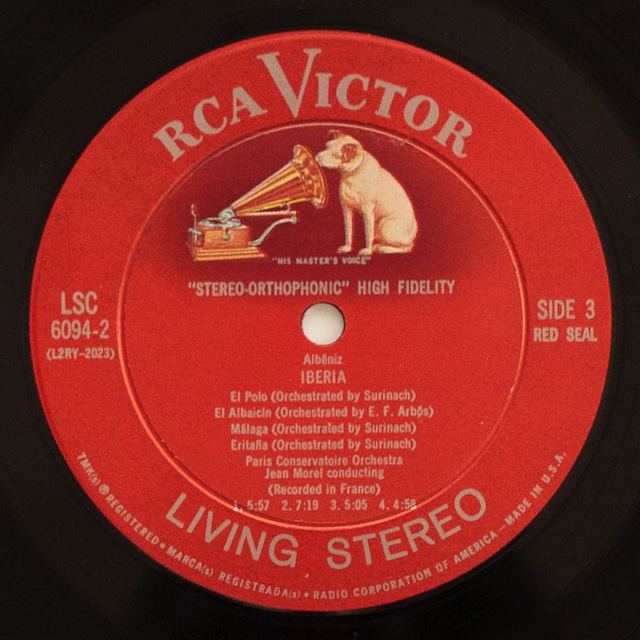 RCA VICTOR
"HIS MASTER'S VOICE"
"STEREO-ORTHOPHONIC" HIGH FIDELITY
LSC
6094-2
(L2RY-2023)
SIDE 3
RED SEAL
Albéniz
IBERIA
El Polo (Orchestrated by Surinach)
El Albaicín (Orchestrated by E. F. Arbós)
Málaga (Orchestrated by Surinach)
Eritaña (Orchestrated by Surinach)
Paris Conservatoire Orchestra
Jean Morel conducting
(Recorded in France)
1. 5:57 2. 7:19 3. 5:05 4. 4:58
LIVING STEREO
TMK(s) ® REGISTERED • MARCA(s) REGISTRADA(s) • RADIO CORPORATION OF AMERICA — MADE IN U.S.A.